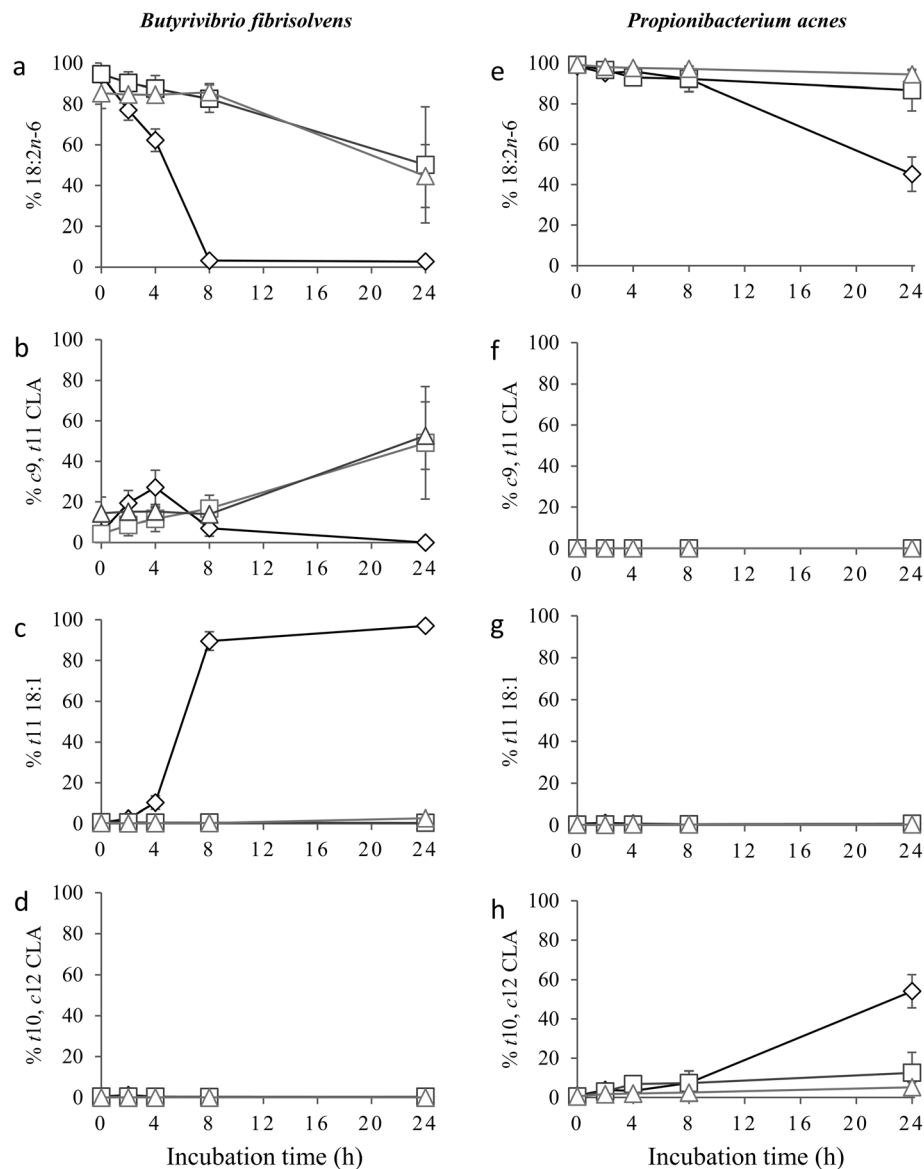 Butyrivibrio fibrisolvens
Propionibacterium acnes
a
% 18:2n-6
100
80
60
40
20
0
0 4 8 12 16 20 24
e
% 18:2n-6
100
80
60
40
20
0
0 4 8 12 16 20 24
b
% c9, t11 CLA
100
80
60
40
20
0
0 4 8 12 16 20 24
f
% c9, t11 CLA
100
80
60
40
20
0
0 4 8 12 16 20 24
c
% t11 18:1
100
80
60
40
20
0
0 4 8 12 16 20 24
g
% t11 18:1
100
80
60
40
20
0
0 4 8 12 16 20 24
d
% t10, c12 CLA
100
80
60
40
20
0
0 4 8 12 16 20 24
Incubation time (h)
h
% t10, c12 CLA
100
80
60
40
20
0
0 4 8 12 16 20 24
Incubation time (h)